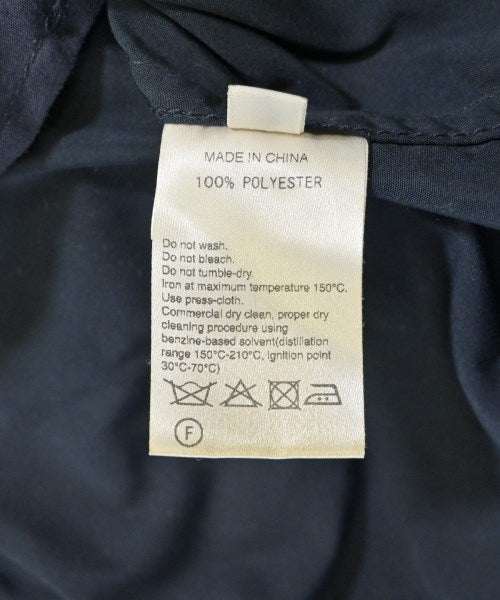 MADE IN CHINA
100% POLYESTER
Do not wash.
Do not bleach.
Do not tumble-dry.
Iron at maximum temperature 150°C.
Use press-cloth.
Commercial dry clean, proper dry
cleaning procedure using
benzine-based solvent(distillation
range 150°C-210°C, ignition point
30°C-70°C)
F